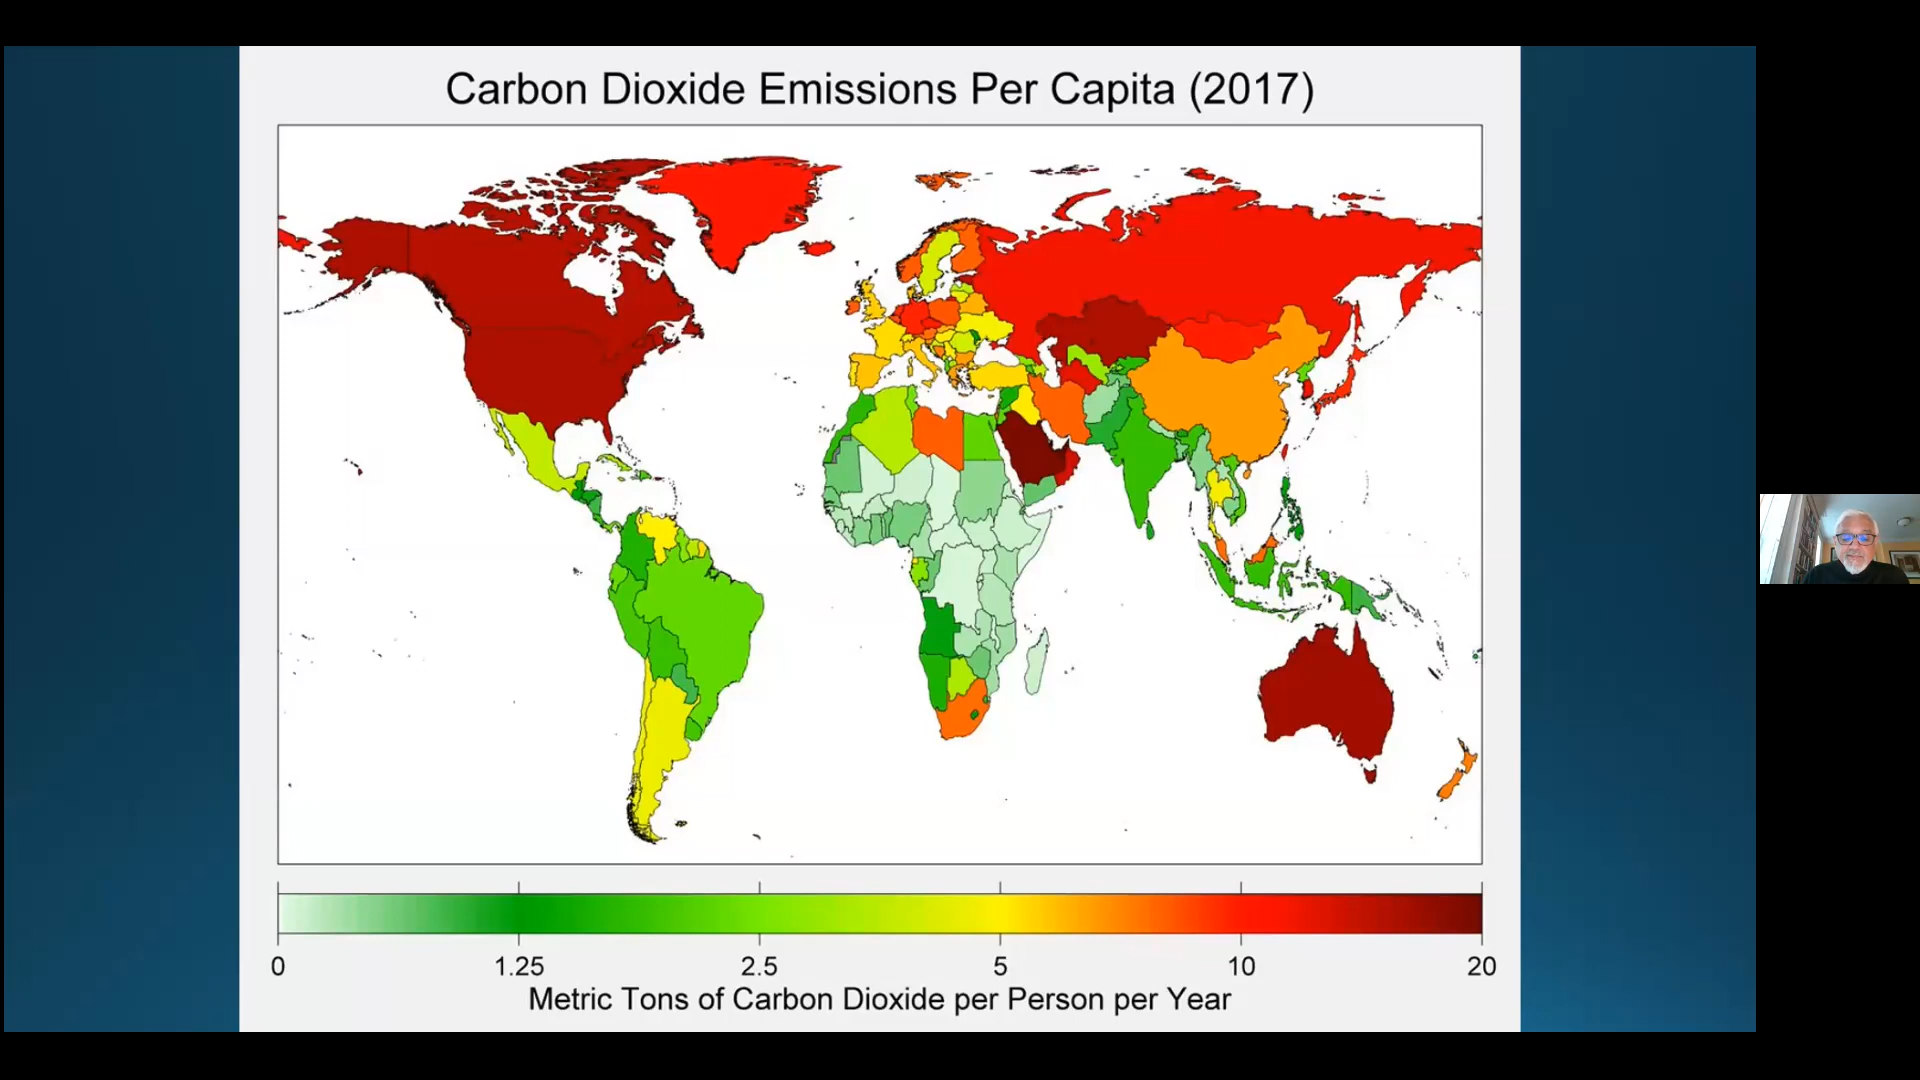 Carbon Dioxide Emissions Per Capita (2017)
0 1.25 2.5 5 10 20
Metric Tons of Carbon Dioxide per Person per Year